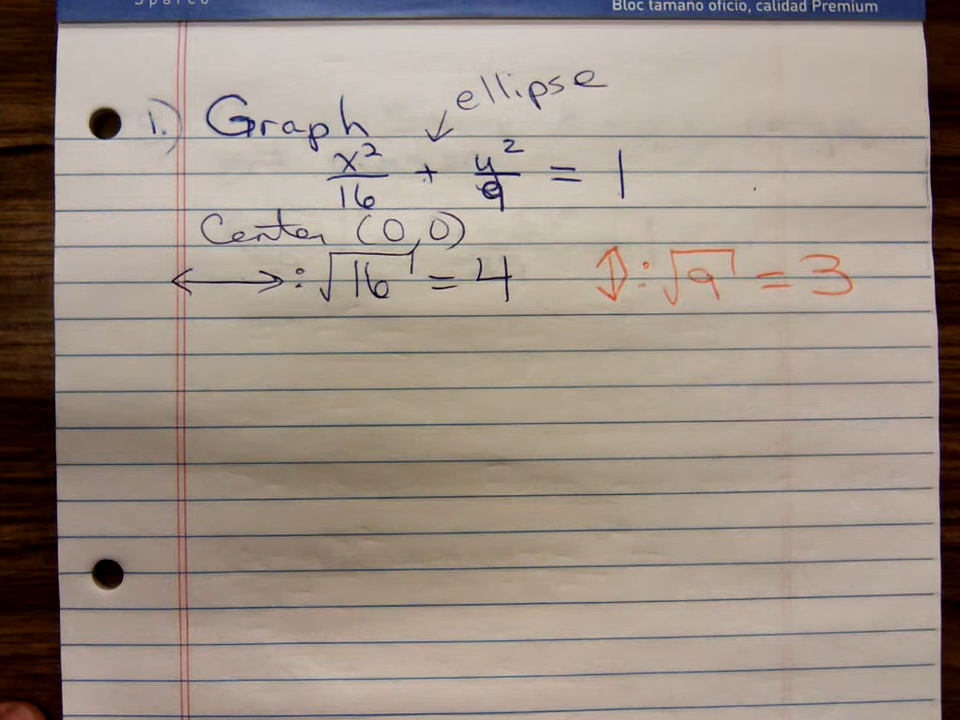 Sparco
Bloc tamaño oficio, calidad Premium
1.) Graph ↙ ellipse
x²/16 + y²/9 = 1
Center (0,0)
↔ : √16 = 4 ↕ : √9 = 3